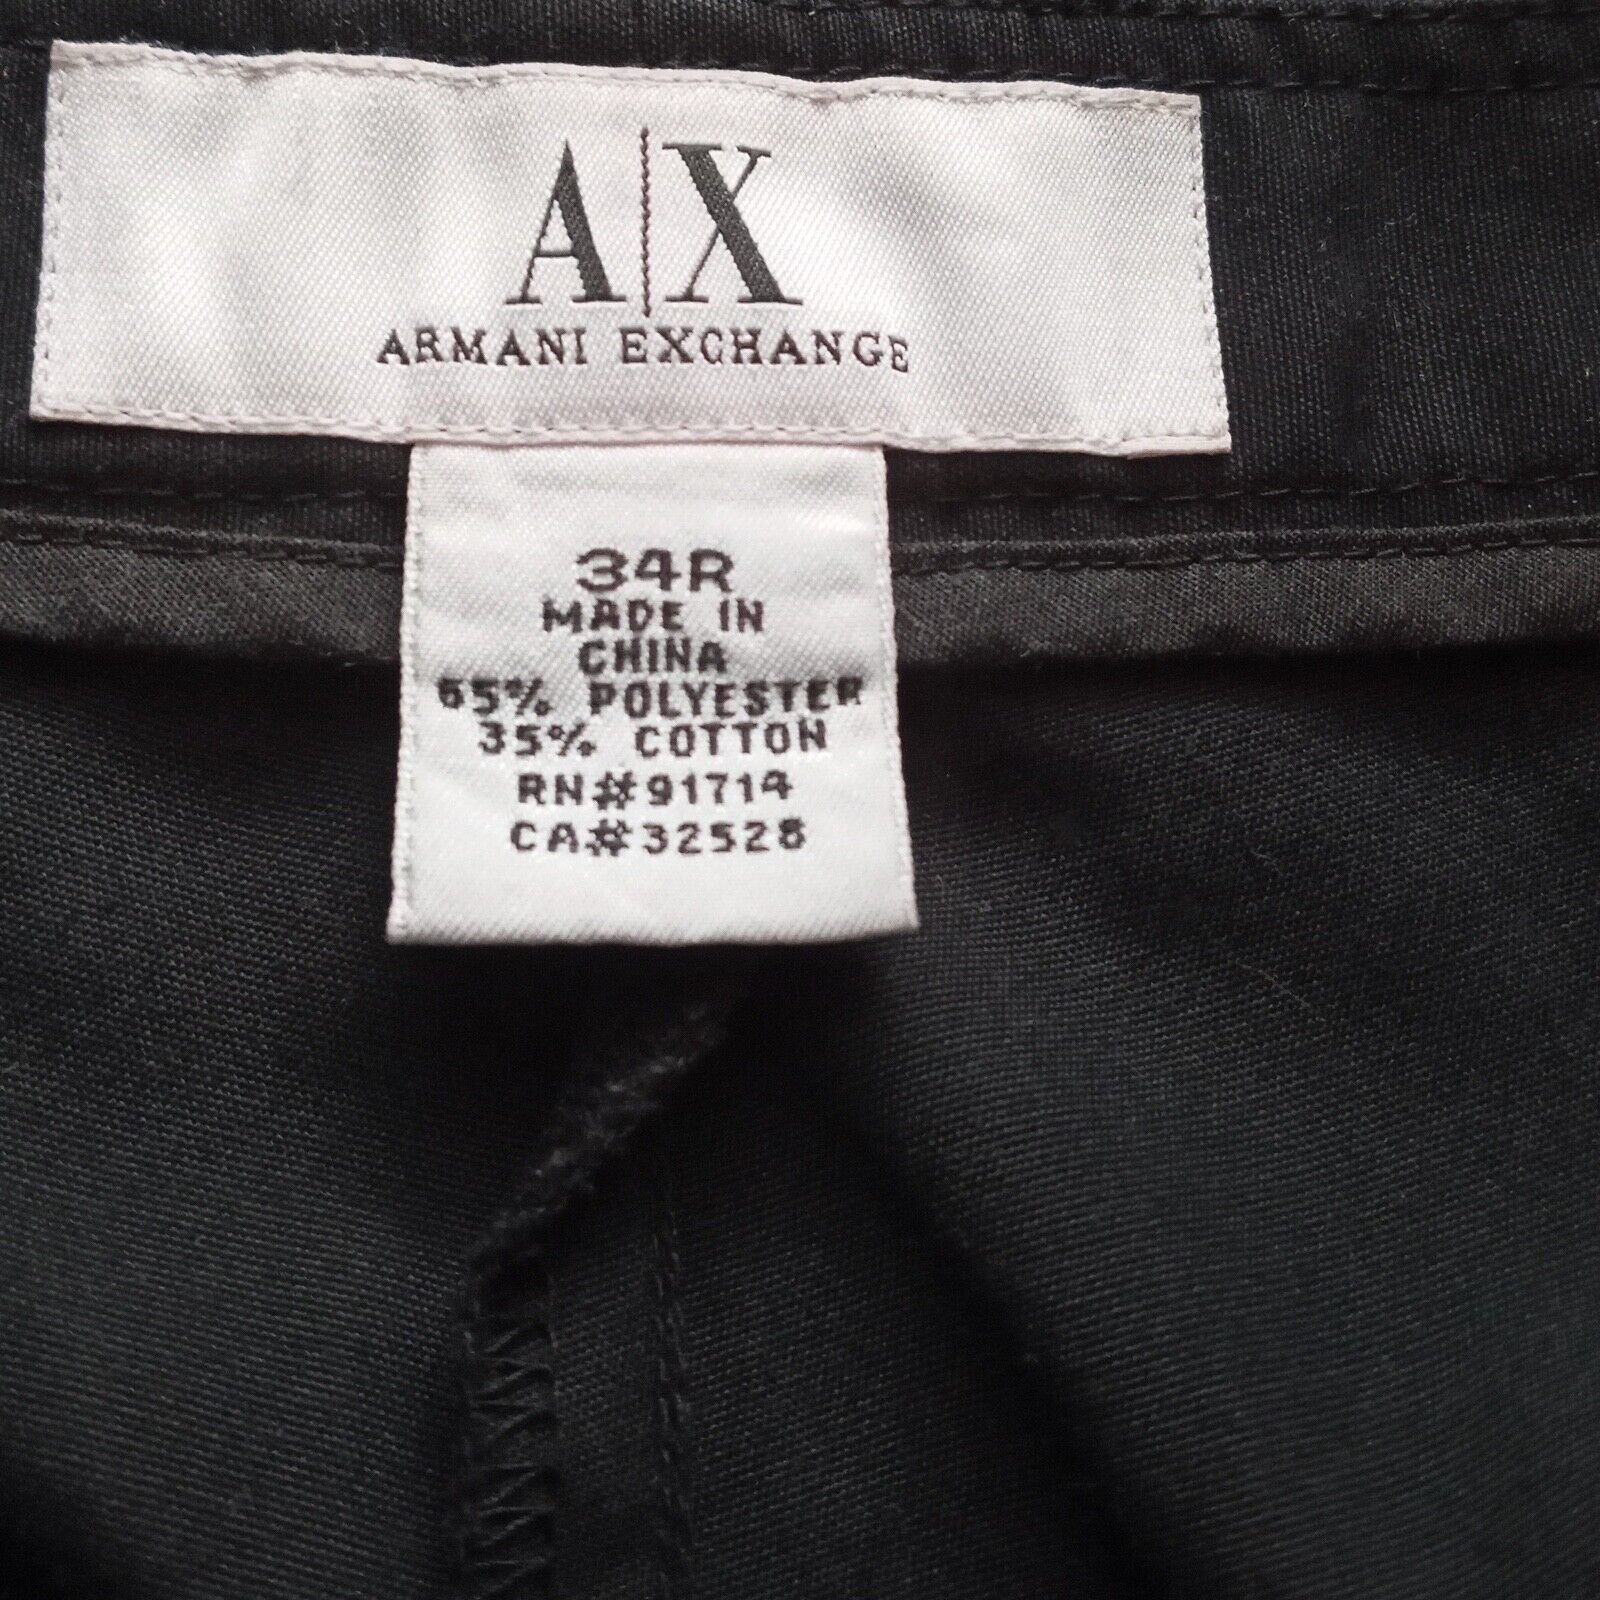 A|X
ARMANI EXCHANGE
34R
MADE IN
CHINA
65% POLYESTER
35% COTTON
RN#91714
CA#32528